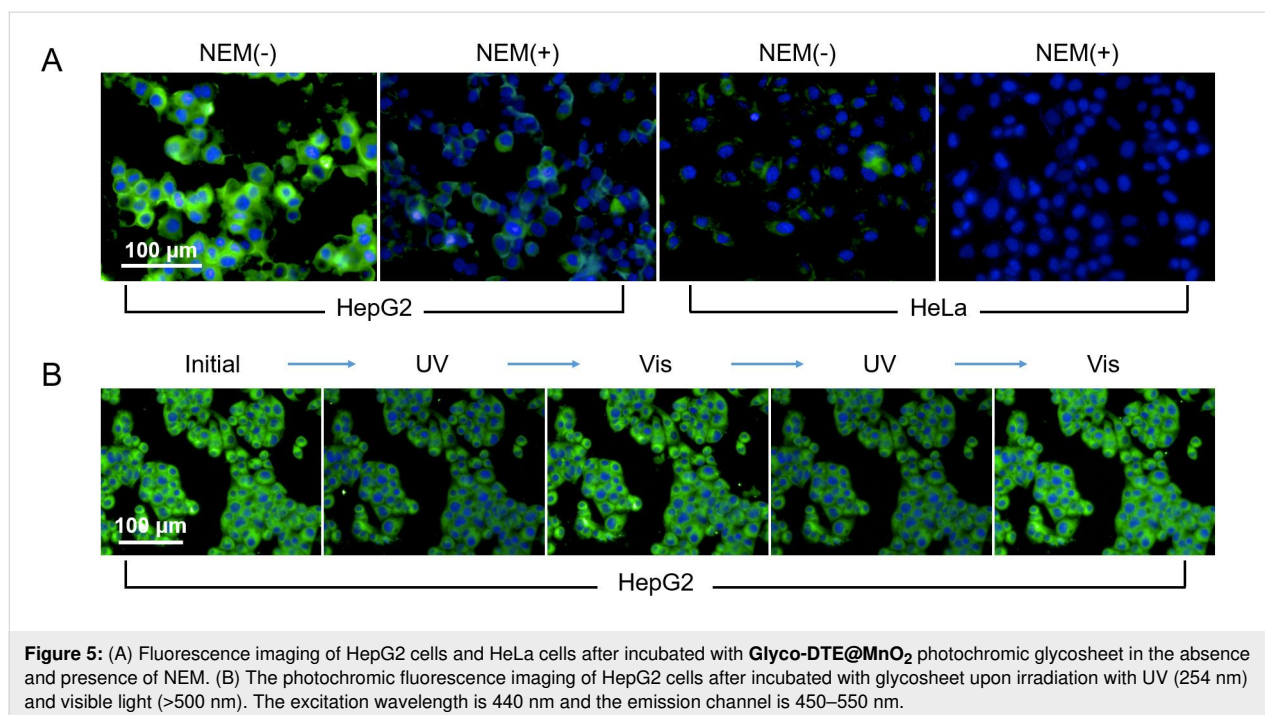 A
NEM(-) NEM(+) NEM(-) NEM(+)
100 µm
HepG2 HeLa
B
Initial UV Vis UV Vis
100 µm
HepG2
Figure 5: (A) Fluorescence imaging of HepG2 cells and HeLa cells after incubated with Glyco-DTE@MnO₂ photochromic glycosheet in the absence
and presence of NEM. (B) The photochromic fluorescence imaging of HepG2 cells after incubated with glycosheet upon irradiation with UV (254 nm)
and visible light (>500 nm). The excitation wavelength is 440 nm and the emission channel is 450–550 nm.